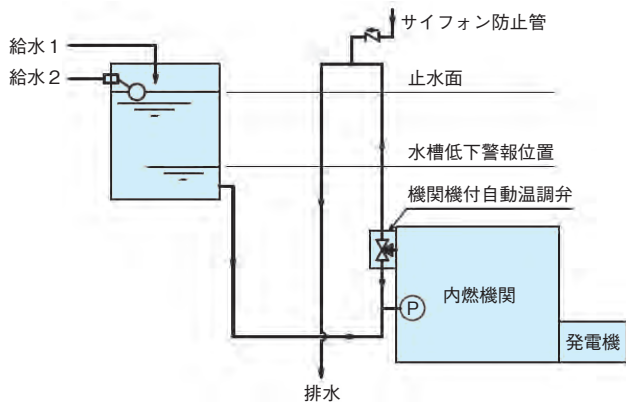 サイフォン防止管
給水１
給水２
止水面
水槽低下警報位置
機関機付自動温調弁
内燃機関
P
発電機
排水